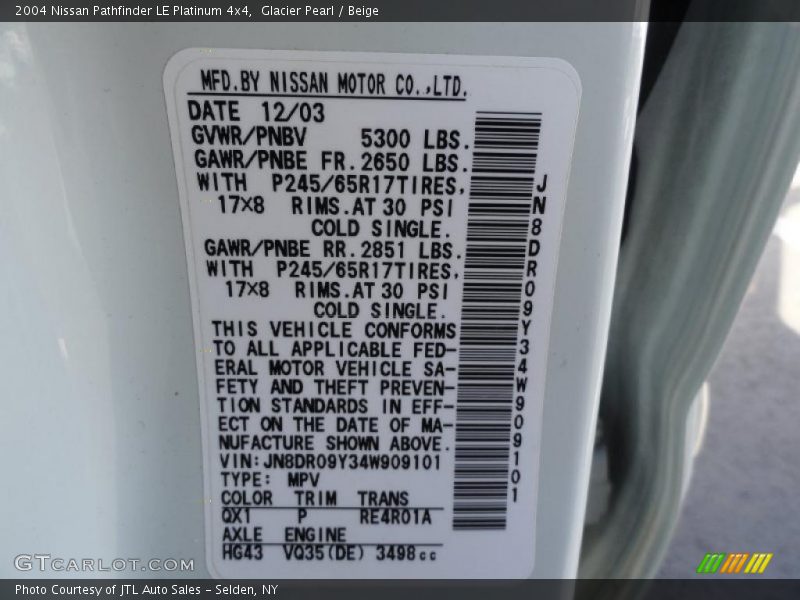 2004 Nissan Pathfinder LE Platinum 4x4,  Glacier Pearl / Beige
MFD.BY NISSAN MOTOR CO.,LTD.
DATE 12/03
GVWR/PNBV 5300 LBS.
GAWR/PNBE FR.2650 LBS.
WITH P245/65R17TIRES,
17×8 RIMS.AT 30 PSI
COLD SINGLE.
GAWR/PNBE RR.2851 LBS.
WITH P245/65R17TIRES,
17×8 RIMS.AT 30 PSI
COLD SINGLE.
THIS VEHICLE CONFORMS
TO ALL APPLICABLE FED-
ERAL MOTOR VEHICLE SA-
FETY AND THEFT PREVEN-
TION STANDARDS IN EFF-
ECT ON THE DATE OF MA-
NUFACTURE SHOWN ABOVE.
VIN:JN8DR09Y34W909101
TYPE: MPV
COLOR TRIM TRANS
QX1 P RE4R01A
AXLE ENGINE
HG43 VQ35(DE) 3498cc
JN8DR09Y34W909101
GTCARLOT.COM
Photo Courtesy of JTL Auto Sales – Selden, NY